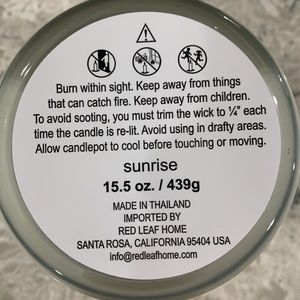 Burn within sight. Keep away from things
that can catch fire. Keep away from children.
To avoid sooting, you must trim the wick to ¼" each
time the candle is re-lit. Avoid using in drafty areas.
Allow candlepot to cool before touching or moving.
sunrise
15.5 oz. / 439g
MADE IN THAILAND
IMPORTED BY
RED LEAF HOME
SANTA ROSA, CALIFORNIA 95404 USA
info@redleafhome.com